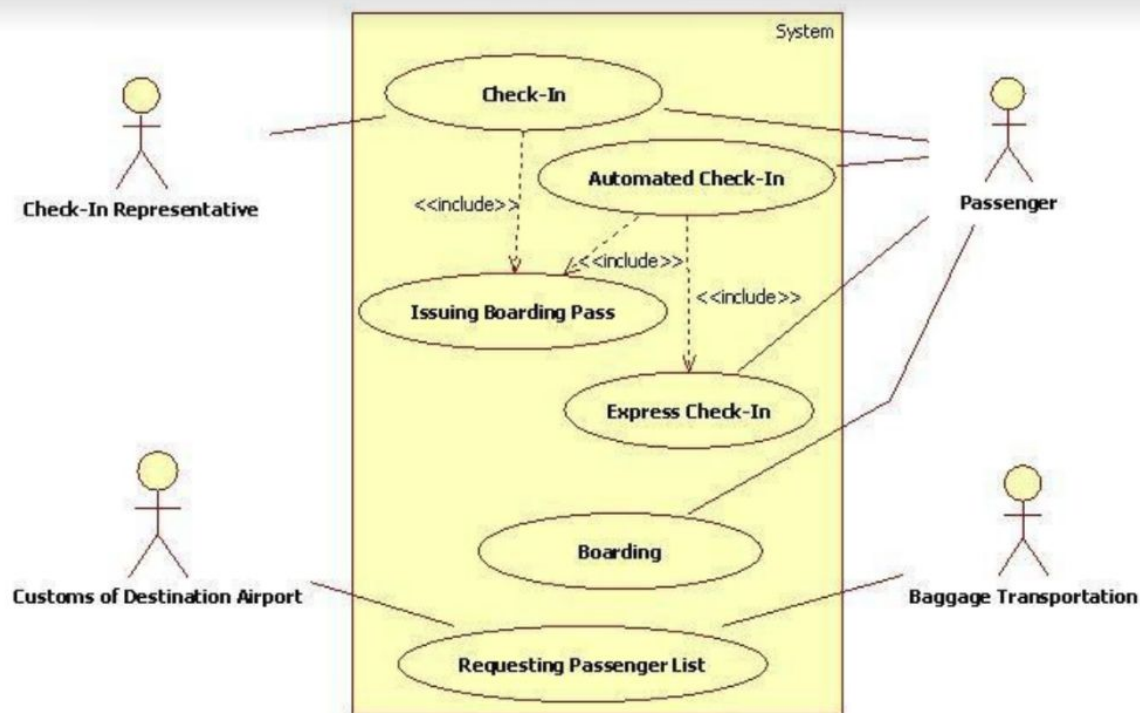 System
Check-In
Automated Check-In
Check-In Representative
Passenger
<<include>>
<<include>>
<<include>>
Issuing Boarding Pass
Express Check-In
Boarding
Customs of Destination Airport
Baggage Transportation
Requesting Passenger List